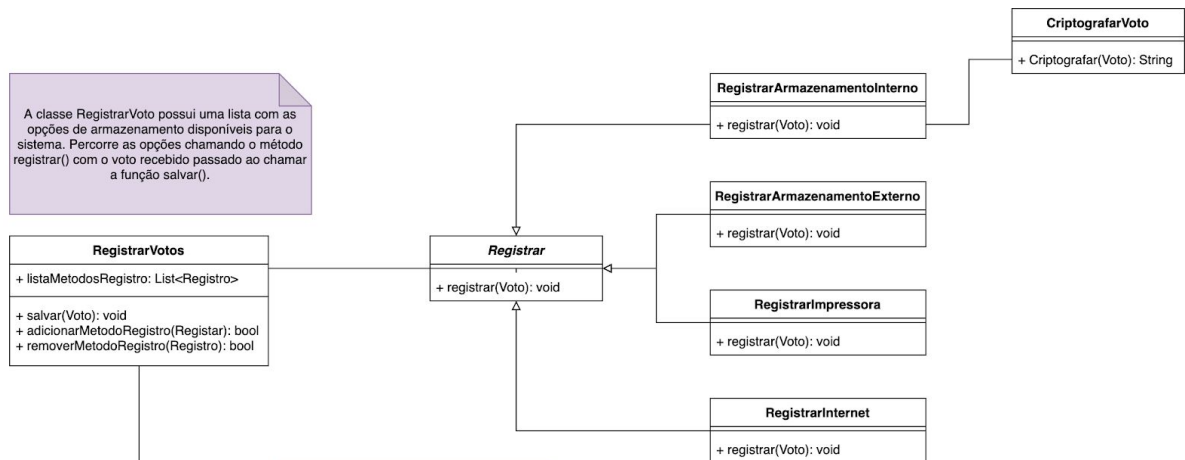 CriptografarVoto
+ Criptografar(Voto): String
A classe RegistrarVoto possui uma lista com as
opções de armazenamento disponíveis para o
sistema. Percorre as opções chamando o método
registrar() com o voto recebido passado ao chamar
a função salvar().
RegistrarArmazenamentoInterno
+ registrar(Voto): void
RegistrarArmazenamentoExterno
+ registrar(Voto): void
RegistrarVotos
+ listaMetodosRegistro: List<Registro>
+ salvar(Voto): void
+ adicionarMetodoRegistro(Registar): bool
+ removerMetodoRegistro(Registro): bool
Registrar
+ registrar(Voto): void
RegistrarImpressora
+ registrar(Voto): void
RegistrarInternet
+ registrar(Voto): void